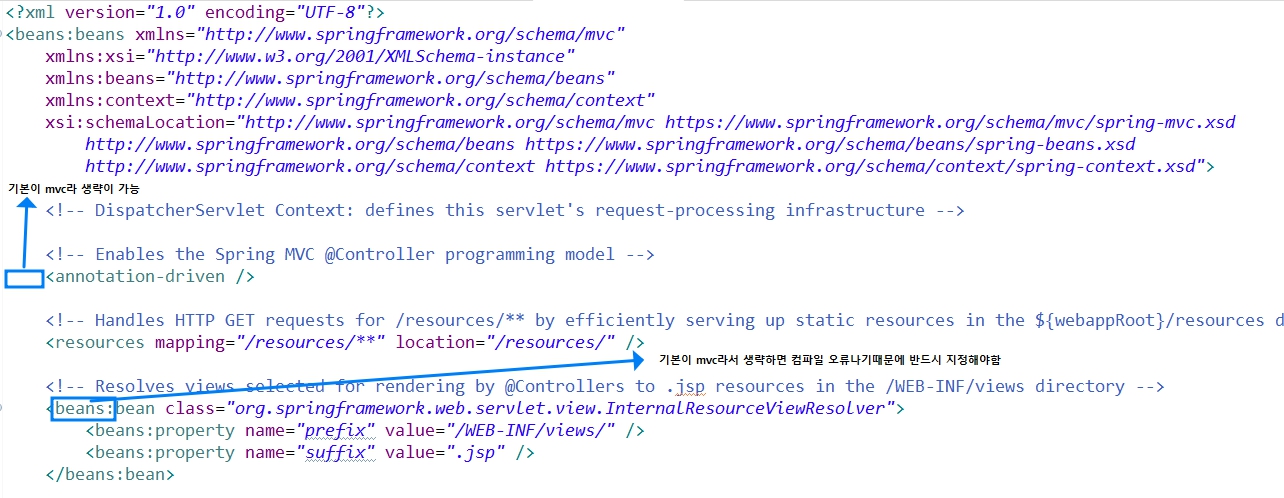 <?xml version="1.0" encoding="UTF-8"?>
<beans:beans xmlns="http://www.springframework.org/schema/mvc"
xmlns:xsi="http://www.w3.org/2001/XMLSchema-instance"
xmlns:beans="http://www.springframework.org/schema/beans"
xmlns:context="http://www.springframework.org/schema/context"
xsi:schemaLocation="http://www.springframework.org/schema/mvc https://www.springframework.org/schema/mvc/spring-mvc.xsd
http://www.springframework.org/schema/beans https://www.springframework.org/schema/beans/spring-beans.xsd
http://www.springframework.org/schema/context https://www.springframework.org/schema/context/spring-context.xsd">
기본이 mvc라 생략이 가능
<!-- DispatcherServlet Context: defines this servlet's request-processing infrastructure -->
<!-- Enables the Spring MVC @Controller programming model -->
<annotation-driven />
<!-- Handles HTTP GET requests for /resources/** by efficiently serving up static resources in the ${webappRoot}/resources d
<resources mapping="/resources/**" location="/resources/" />
기본이 mvc라서 생략하면 컴파일 오류나기때문에 반드시 지정해야함
<!-- Resolves views selected for rendering by @Controllers to .jsp resources in the /WEB-INF/views directory -->
<beans:bean class="org.springframework.web.servlet.view.InternalResourceViewResolver">
<beans:property name="prefix" value="/WEB-INF/views/" />
<beans:property name="suffix" value=".jsp" />
</beans:bean>